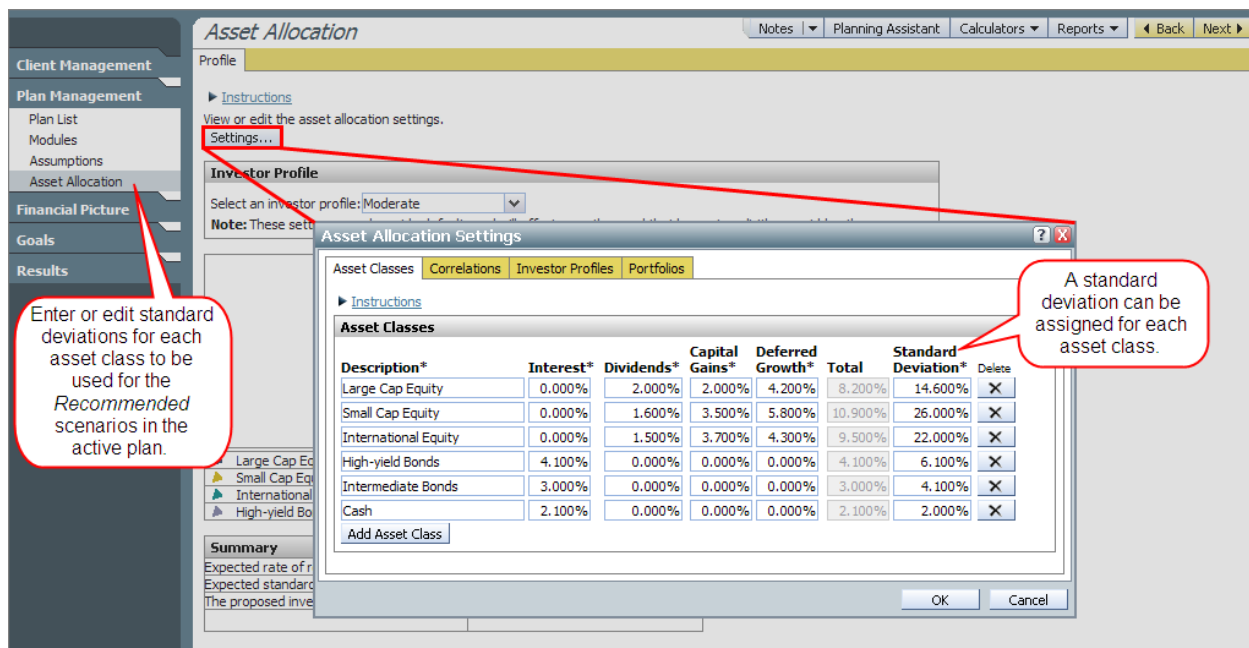 Asset Allocation
Notes
Planning Assistant
Calculators
Reports
Back
Next
Client Management
Plan Management
Plan List
Modules
Assumptions
Asset Allocation
Financial Picture
Goals
Results
Profile
Instructions
View or edit the asset allocation settings.
Settings...
Investor Profile
Select an investor profile: Moderate
Note: These sett
Asset Allocation Settings
Asset Classes Correlations Investor Profiles Portfolios
Instructions
Asset Classes
Description* Interest* Dividends* Capital Gains* Deferred Growth* Total Standard Deviation* Delete
Large Cap Equity 0.000% 2.000% 2.000% 4.200% 8.200% 14.600%
Small Cap Equity 0.000% 1.600% 3.500% 5.800% 10.900% 26.000%
International Equity 0.000% 1.500% 3.700% 4.300% 9.500% 22.000%
High-yield Bonds 4.100% 0.000% 0.000% 0.000% 4.100% 6.100%
Intermediate Bonds 3.000% 0.000% 0.000% 0.000% 3.000% 4.100%
Cash 2.100% 0.000% 0.000% 0.000% 2.100% 2.000%
Add Asset Class
OK
Cancel
A standard
deviation can be
assigned for each
asset class.
Enter or edit standard
deviations for each
asset class to be
used for the
Recommended
scenarios in the
active plan.
Large Cap Eq
Small Cap Equ
International
High-yield Bo
Summary
Expected rate of r
Expected standard
The proposed inve